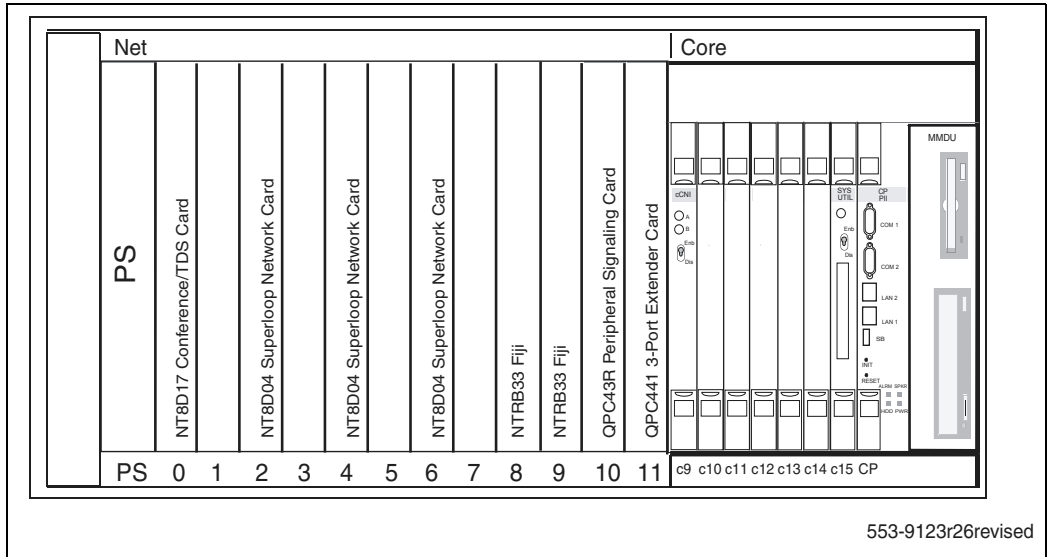 Net
Core
PS
NT8D17 Conference/TDS Card
NT8D04 Superloop Network Card
NT8D04 Superloop Network Card
NT8D04 Superloop Network Card
NTRB33 Fiji
NTRB33 Fiji
QPC43R Peripheral Signaling Card
QPC441 3-Port Extender Card
cCNI
A
B
Enb
Dis
SYS
UTIL
Enb
Dis
CP
PII
COM 1
COM 2
LAN 2
LAN 1
SB
INIT
RESET
ALRM SPKR
HDD PWR
MMDU
PS 0 1 2 3 4 5 6 7 8 9 10 11
c9 c10 c11 c12 c13 c14 c15 CP
553-9123r26revised